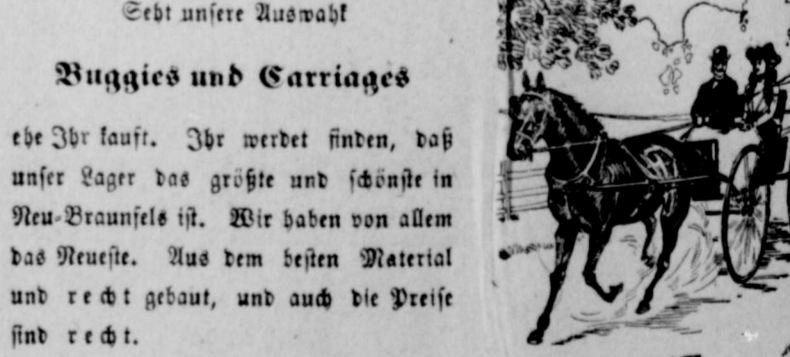 Seht unsere Auswahl
Buggies und Carriages
ehe Ihr kauft. Ihr werdet finden, daß
unser Lager das größte und schönste in
Neu-Braunfels ist. Wir haben von allem
das Neueste. Aus dem besten Material
und recht gebaut, und auch die Preise
sind recht.